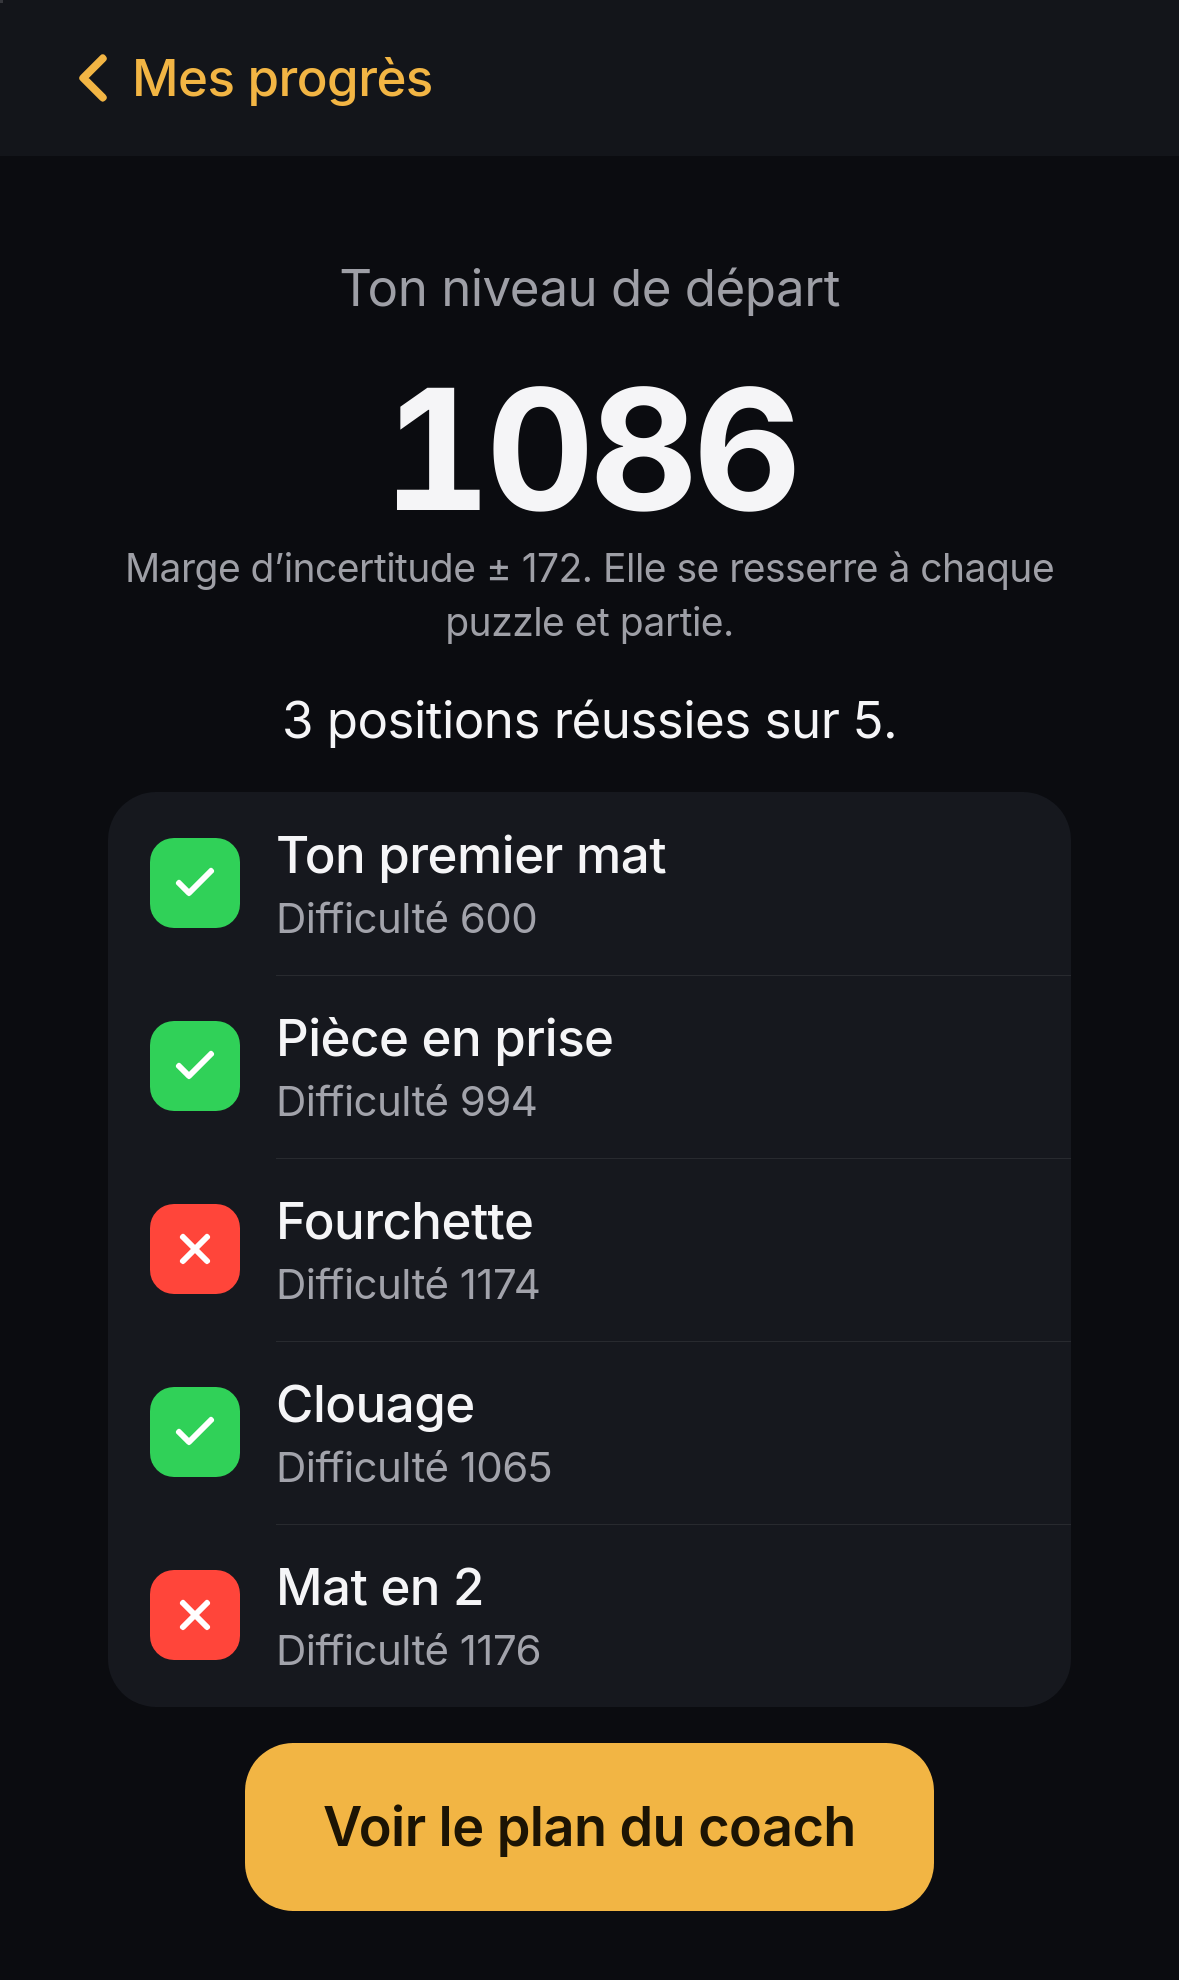 Mes progrès
Ton niveau de départ
1086
Marge d’incertitude ± 172. Elle se resserre à chaque
puzzle et partie.
3 positions réussies sur 5.
Ton premier mat
Difficulté 600
Pièce en prise
Difficulté 994
Fourchette
Difficulté 1174
Clouage
Difficulté 1065
Mat en 2
Difficulté 1176
Voir le plan du coach